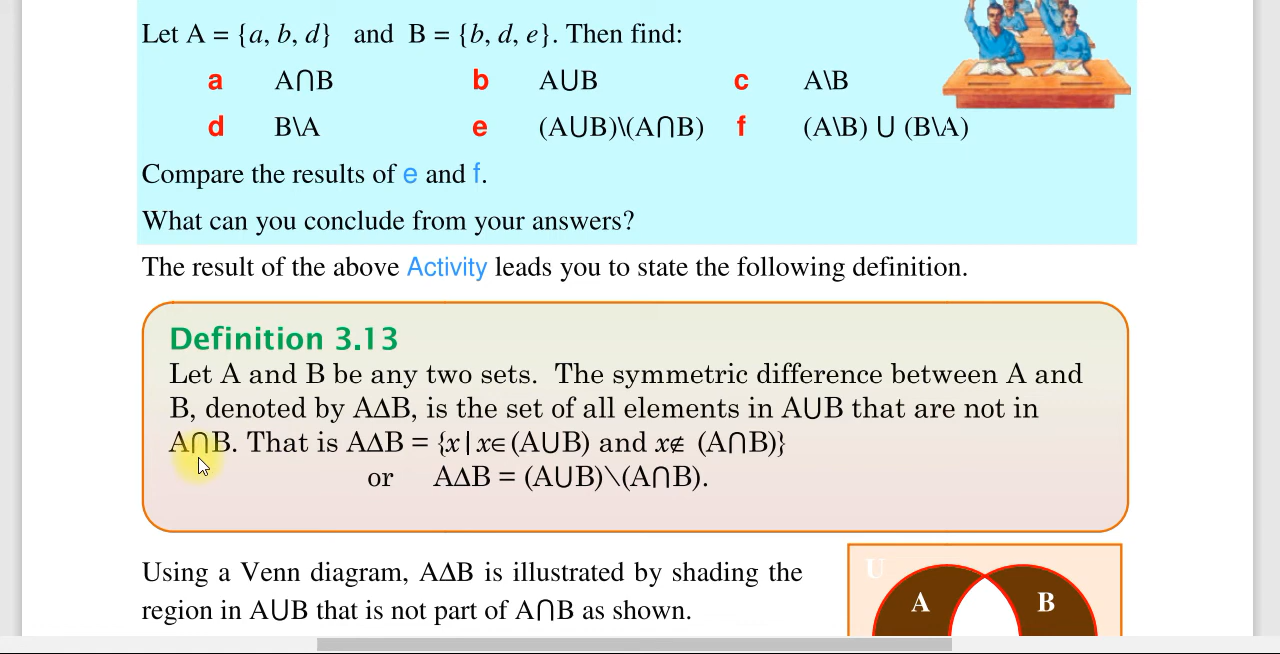 Let A = {a, b, d} and B = {b, d, e}. Then find:
a A⋂B b A⋃B c A\B
d B\A e (A⋃B)\(A⋂B) f (A\B) ⋃ (B\A)
Compare the results of e and f.
What can you conclude from your answers?
The result of the above Activity leads you to state the following definition.
Definition 3.13
Let A and B be any two sets. The symmetric difference between A and
B, denoted by AΔB, is the set of all elements in A⋃B that are not in
A⋂B. That is AΔB = {x|x∈(A⋃B) and x∉ (A⋂B)}
or AΔB = (A⋃B)\(A⋂B).
Using a Venn diagram, AΔB is illustrated by shading the
region in A⋃B that is not part of A⋂B as shown.
U
A B